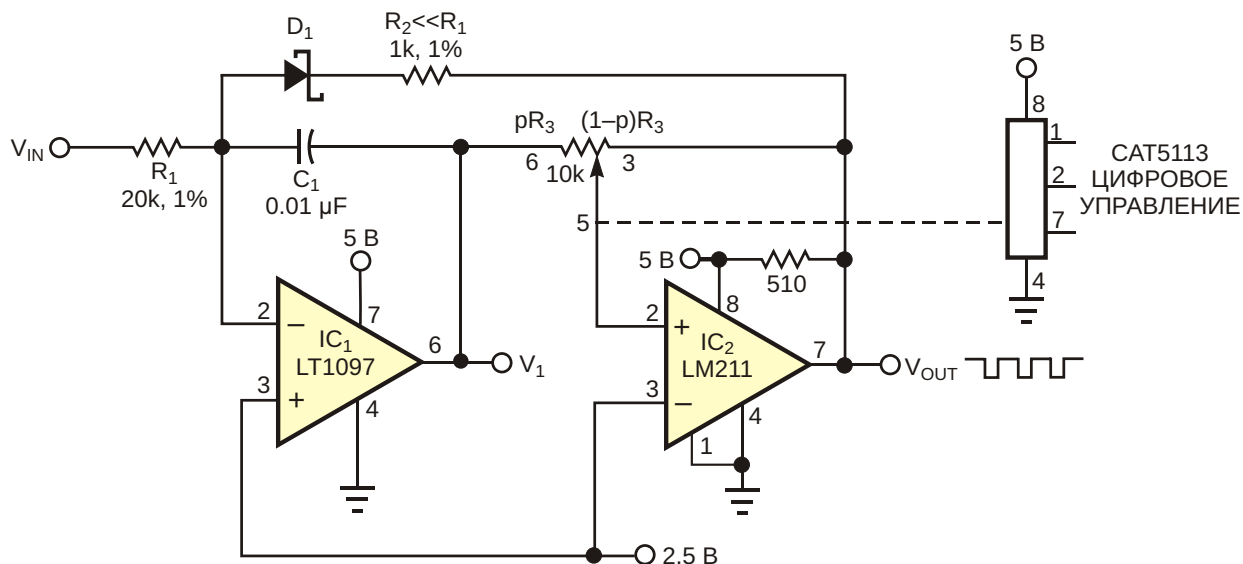 D1
R2<<R1
1k, 1%
5 В
8
1
2
7
4
CAT5113
ЦИФРОВОЕ
УПРАВЛЕНИЕ
VIN
R1
20k, 1%
C1
0.01 µF
pR3
(1–p)R3
6
10k
3
5
5 В
7
2
–
IC1
LT1097
6
V1
3
+
4
5 В
510
8
2
+
IC2
LM211
7
VOUT
3
–
4
1
2.5 В